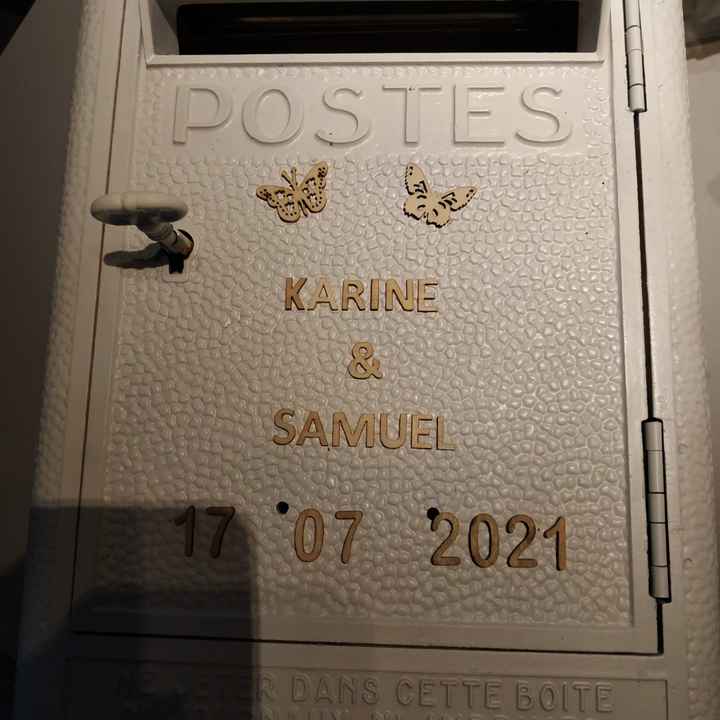 POSTES
KARINE
&
SAMUEL
17 07 2021
DANS CETTE BOITE